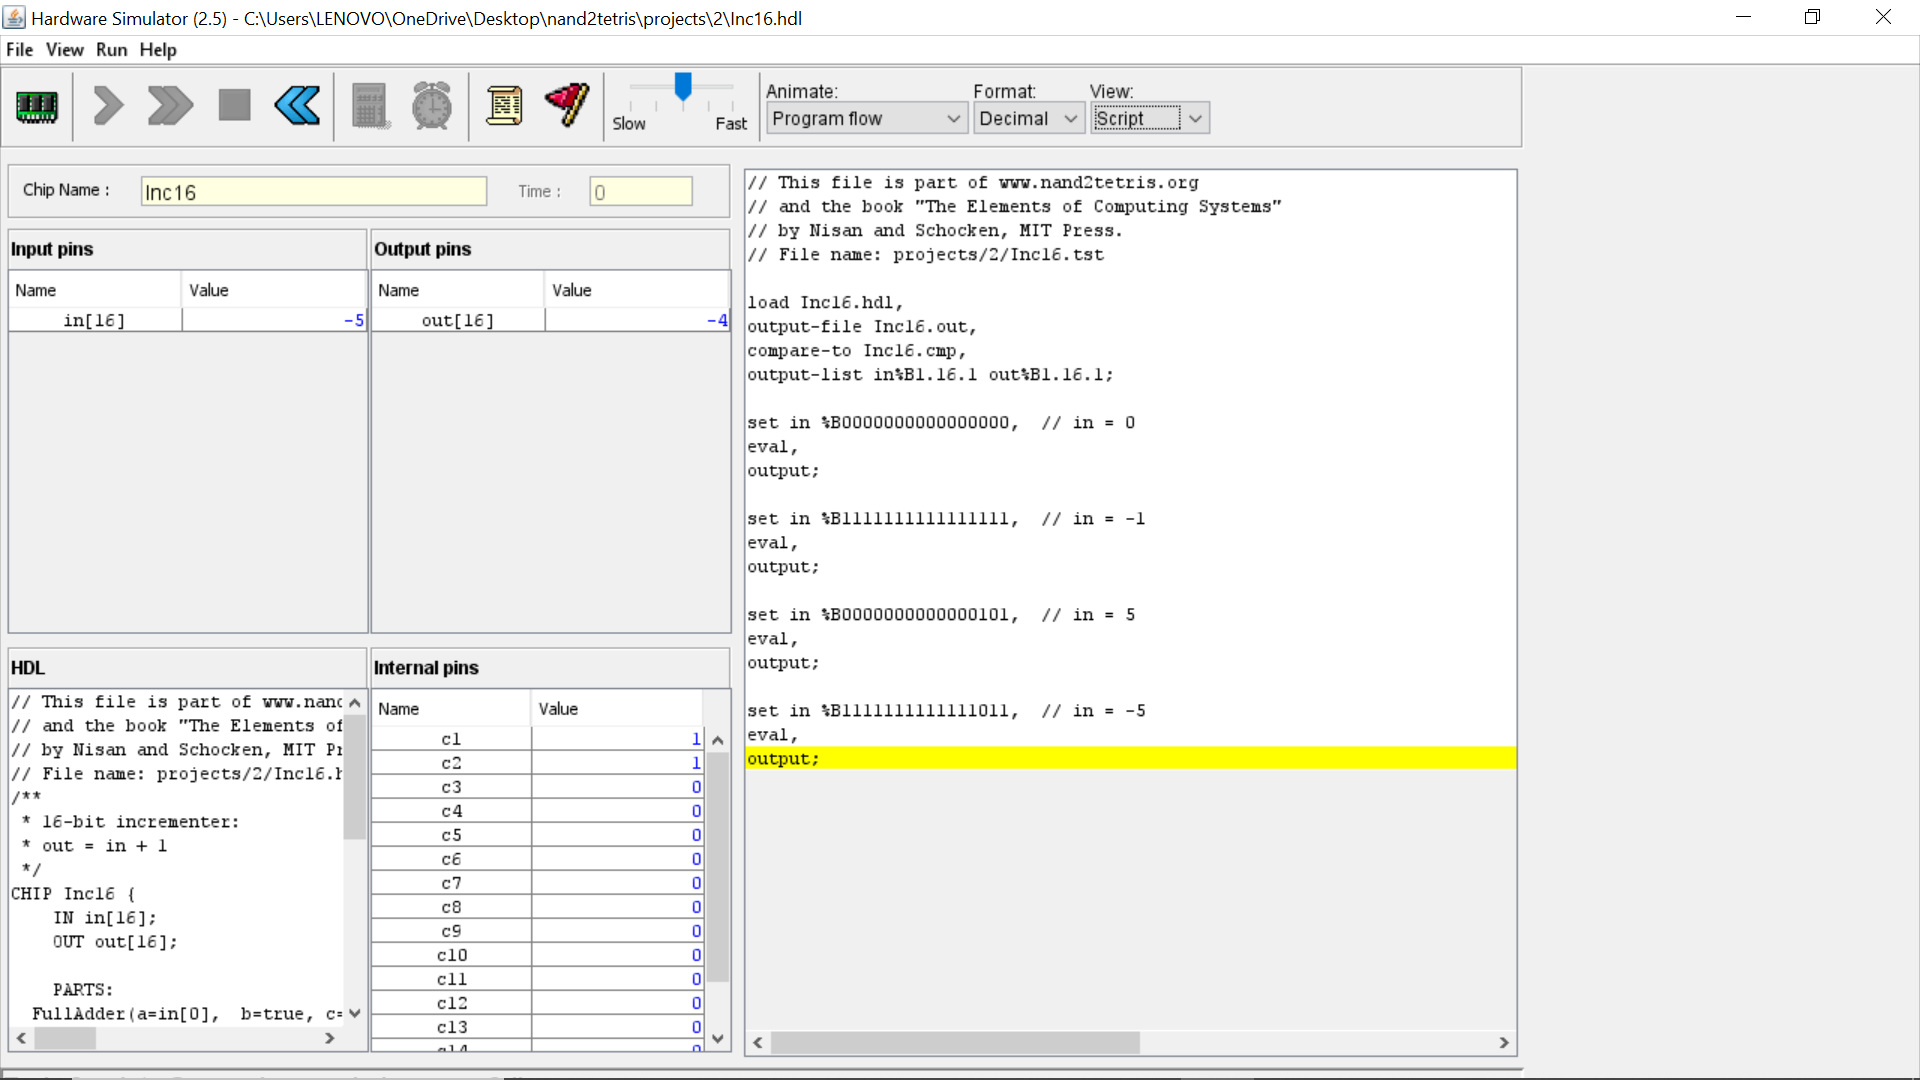 Hardware Simulator (2.5) - C:\Users\LENOVO\OneDrive\Desktop\nand2tetris\projects\2\Inc16.hdl
File View Run Help
Slow Fast
Animate:
Program flow
Format:
Decimal
View:
Script
Chip Name :
Inc16
Time :
0
Input pins
Name Value
in[16] -5
Output pins
Name Value
out[16] -4
HDL
// This file is part of www.nand
// and the book "The Elements of
// by Nisan and Schocken, MIT Pr
// File name: projects/2/Inc16.h
/**
* 16-bit incrementer:
* out = in + 1
*/
CHIP Inc16 {
IN in[16];
OUT out[16];
PARTS:
FullAdder(a=in[0], b=true, c=
Internal pins
Name Value
c1 1
c2 1
c3 0
c4 0
c5 0
c6 0
c7 0
c8 0
c9 0
c10 0
c11 0
c12 0
c13 0
c14 0
// This file is part of www.nand2tetris.org
// and the book "The Elements of Computing Systems"
// by Nisan and Schocken, MIT Press.
// File name: projects/2/Inc16.tst
load Inc16.hdl,
output-file Inc16.out,
compare-to Inc16.cmp,
output-list in%B1.16.1 out%B1.16.1;
set in %B0000000000000000, // in = 0
eval,
output;
set in %B1111111111111111, // in = -1
eval,
output;
set in %B0000000000000101, // in = 5
eval,
output;
set in %B1111111111111011, // in = -5
eval,
output;